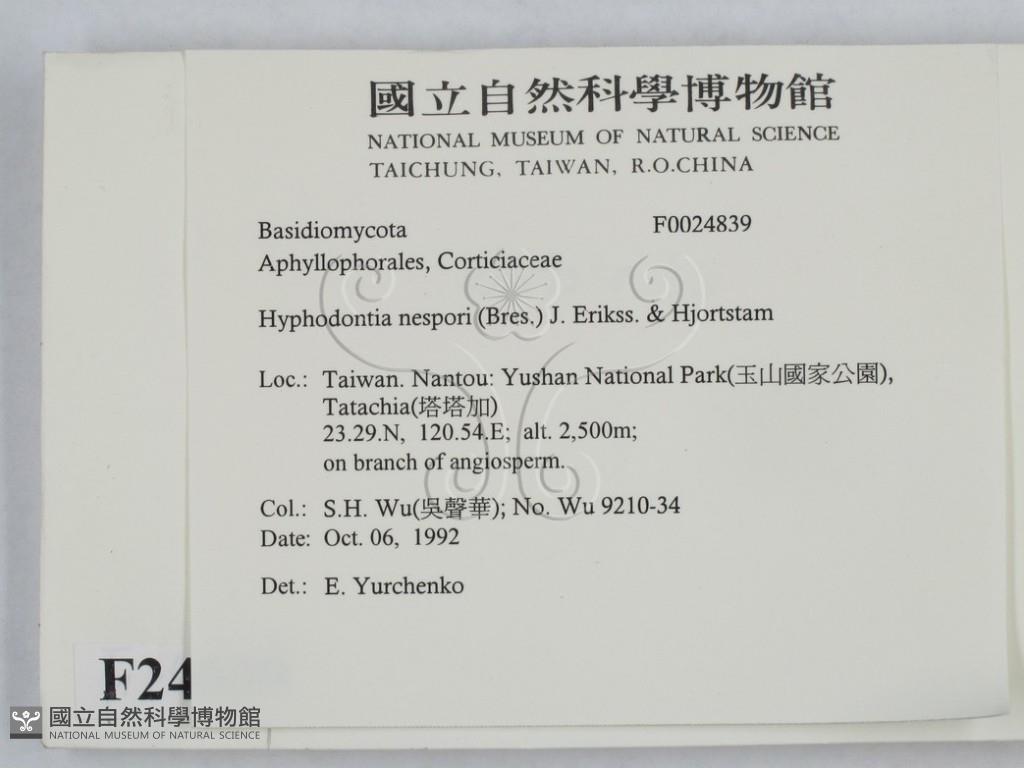 國立自然科學博物館
NATIONAL MUSEUM OF NATURAL SCIENCE
TAICHUNG, TAIWAN, R.O.CHINA
Basidiomycota F0024839
Aphyllophorales, Corticiaceae
Hyphodontia nespori (Bres.) J. Erikss. & Hjortstam
Loc.: Taiwan. Nantou: Yushan National Park(玉山國家公園),
Tatachia(塔塔加)
23.29.N, 120.54.E; alt. 2,500m;
on branch of angiosperm.
Col.: S.H. Wu(吳聲華); No. Wu 9210-34
Date: Oct. 06, 1992
Det.: E. Yurchenko
F24
國立自然科學博物館
NATIONAL MUSEUM OF NATURAL SCIENCE